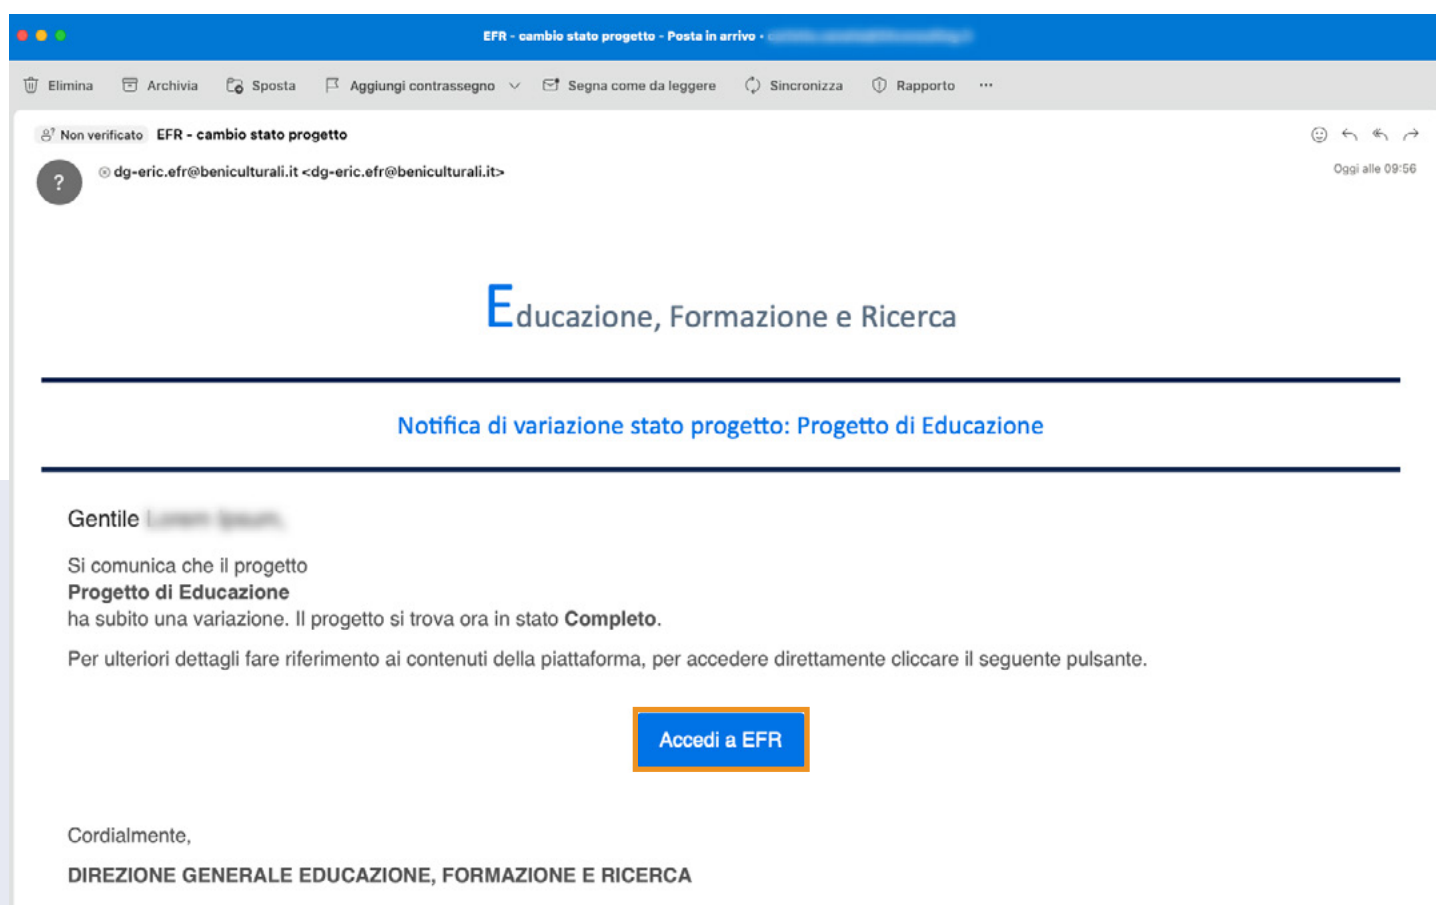 EFR - cambio stato progetto - Posta in arrivo -
Elimina Archivia Sposta Aggiungi contrassegno Segna come da leggere Sincronizza Rapporto ...
Non verificato EFR - cambio stato progetto
? dg-eric.efr@beniculturali.it <dg-eric.efr@beniculturali.it> Oggi alle 09:56
Educazione, Formazione e Ricerca
Notifica di variazione stato progetto: Progetto di Educazione
Gentile
Si comunica che il progetto
Progetto di Educazione
ha subito una variazione. Il progetto si trova ora in stato Completo.
Per ulteriori dettagli fare riferimento ai contenuti della piattaforma, per accedere direttamente cliccare il seguente pulsante.
Accedi a EFR
Cordialmente,
DIREZIONE GENERALE EDUCAZIONE, FORMAZIONE E RICERCA